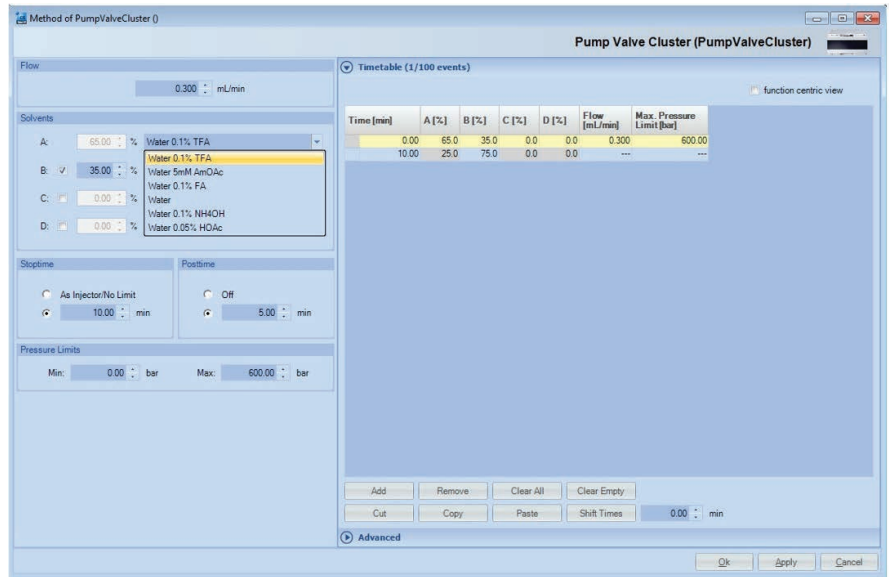 Method of PumpValveCluster ()
Pump Valve Cluster (PumpValveCluster)
Flow
0.300 mL/min
Solvents
A: 65.00 % Water 0.1% TFA
Water 0.1% TFA
Water 5mM AmOAc
Water 0.1% FA
Water
Water 0.1% NH4OH
Water 0.05% HOAc
B: 35.00 %
C: 0.00 %
D: 0.00 %
Stoptime
As Injector/No Limit
10.00 min
Posttime
Off
5.00 min
Pressure Limits
Min: 0.00 bar Max: 600.00 bar
Timetable (1/100 events)
function centric view
Time [min] A [%] B [%] C [%] D [%] Flow [mL/min] Max. Pressure Limit [bar]
0.00 65.0 35.0 0.0 0.0 0.300 600.00
10.00 25.0 75.0 0.0 0.0 --- ---
Add Remove Clear All Clear Empty
Cut Copy Paste Shift Times 0.00 min
Advanced
Ok Apply Cancel